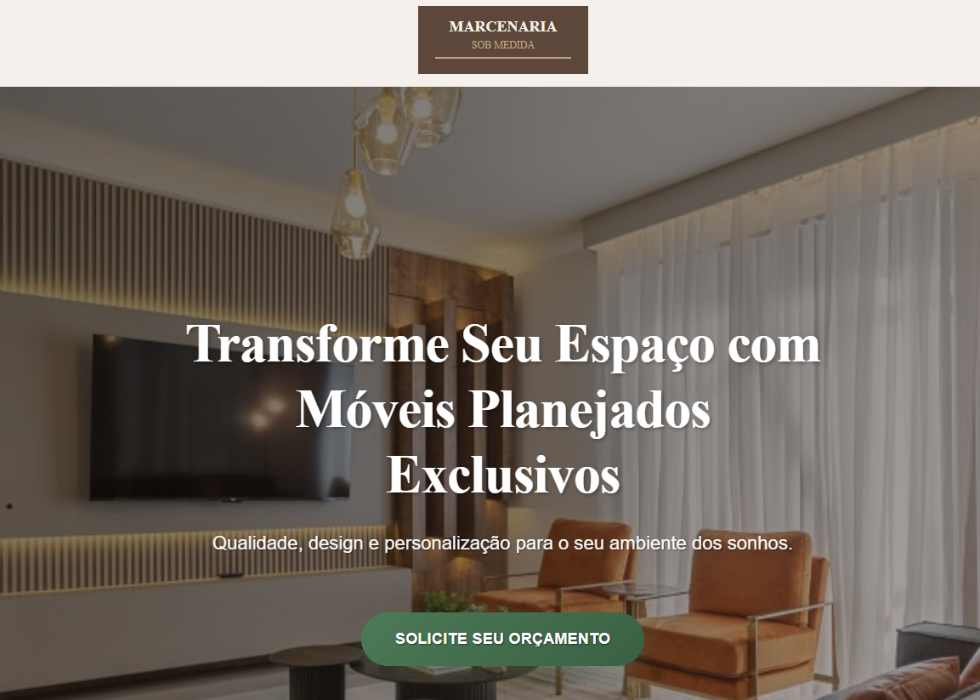 MARCENARIA
SOB MEDIDA
Transforme Seu Espaço com
Móveis Planejados
Exclusivos
Qualidade, design e personalização para o seu ambiente dos sonhos.
SOLICITE SEU ORÇAMENTO